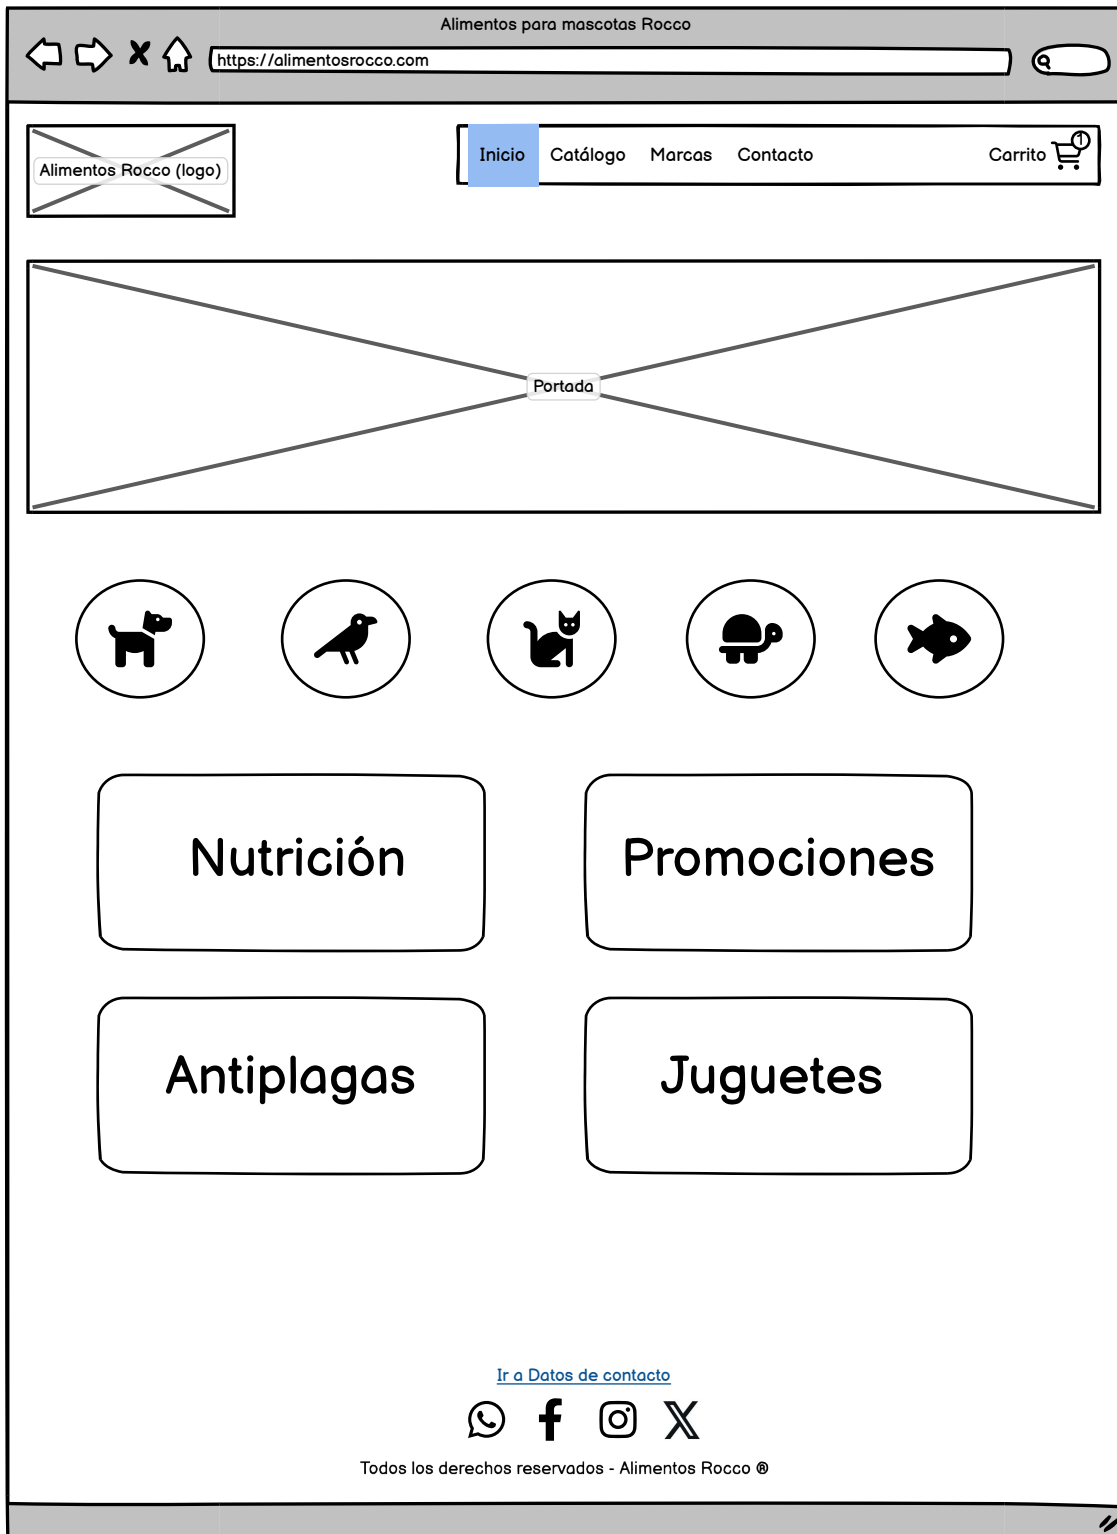 Alimentos para mascotas Rocco
https://alimentosrocco.com
Alimentos Rocco (logo)
Inicio Catálogo Marcas Contacto Carrito 1
Portada
Nutrición Promociones
Antiplagas Juguetes
Ir a Datos de contacto
Todos los derechos reservados - Alimentos Rocco ®